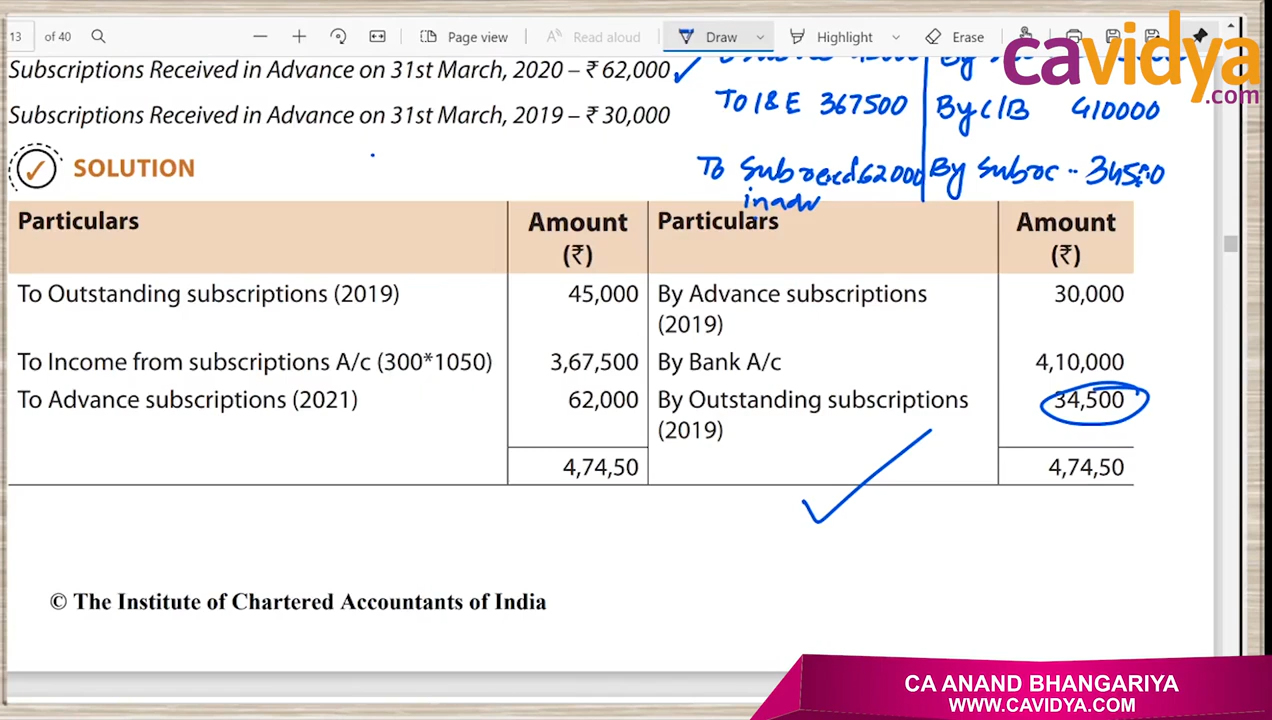 13 of 40 Page view Read aloud Draw Highlight Erase
cavidya
.com
Subscriptions Received in Advance on 31st March, 2020 – ₹ 62,000
To I & E 367500 By C/B 410000
Subscriptions Received in Advance on 31st March, 2019 – ₹ 30,000
SOLUTION
To Sub recd 62000 By Subsc -- 34500
in adv
Particulars Amount Particulars Amount
(₹) (₹)
To Outstanding subscriptions (2019) 45,000 By Advance subscriptions 30,000
(2019)
To Income from subscriptions A/c (300*1050) 3,67,500 By Bank A/c 4,10,000
To Advance subscriptions (2021) 62,000 By Outstanding subscriptions 34,500
(2019)
4,74,50 4,74,50
© The Institute of Chartered Accountants of India
CA ANAND BHANGARIYA
WWW.CAVIDYA.COM